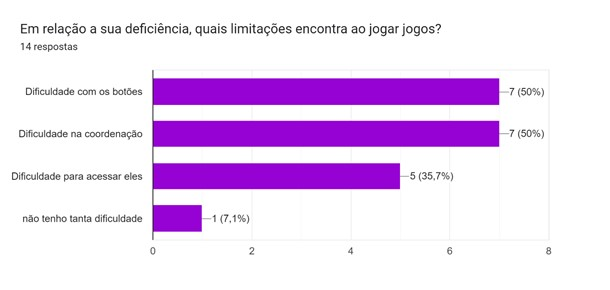 Em relação a sua deficiência, quais limitações encontra ao jogar jogos?
14 respostas
Dificuldade com os botões
7 (50%)
Dificuldade na coordenação
7 (50%)
Dificuldade para acessar eles
5 (35,7%)
não tenho tanta dificuldade
1 (7,1%)
0 2 4 6 8